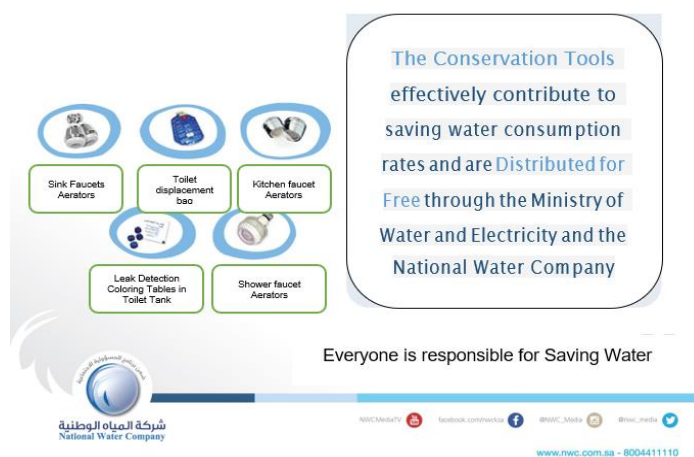 The Conservation Tools
effectively contribute to
saving water consumption
rates and are Distributed for
Free through the Ministry of
Water and Electricity and the
National Water Company
Sink Faucets
Aerators
Toilet
displacement
bag
Kitchen faucet
Aerators
Leak Detection
Coloring Tables in
Toilet Tank
Shower faucet
Aerators
Everyone is responsible for Saving Water
شركة المياه الوطنية
National Water Company
NWCMediaTV
facebook.com/nwcksa
@NWC_Media
@nwc_media
www.nwc.com.sa - 8004411110